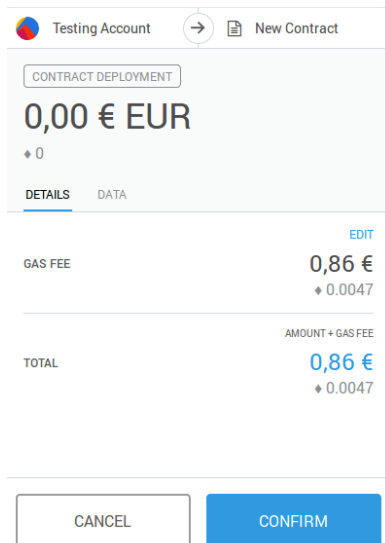 Testing Account
New Contract
CONTRACT DEPLOYMENT
0,00 € EUR
♦ 0
DETAILS DATA
EDIT
GAS FEE
0,86 €
♦ 0.0047
AMOUNT + GAS FEE
TOTAL
0,86 €
♦ 0.0047
CANCEL
CONFIRM